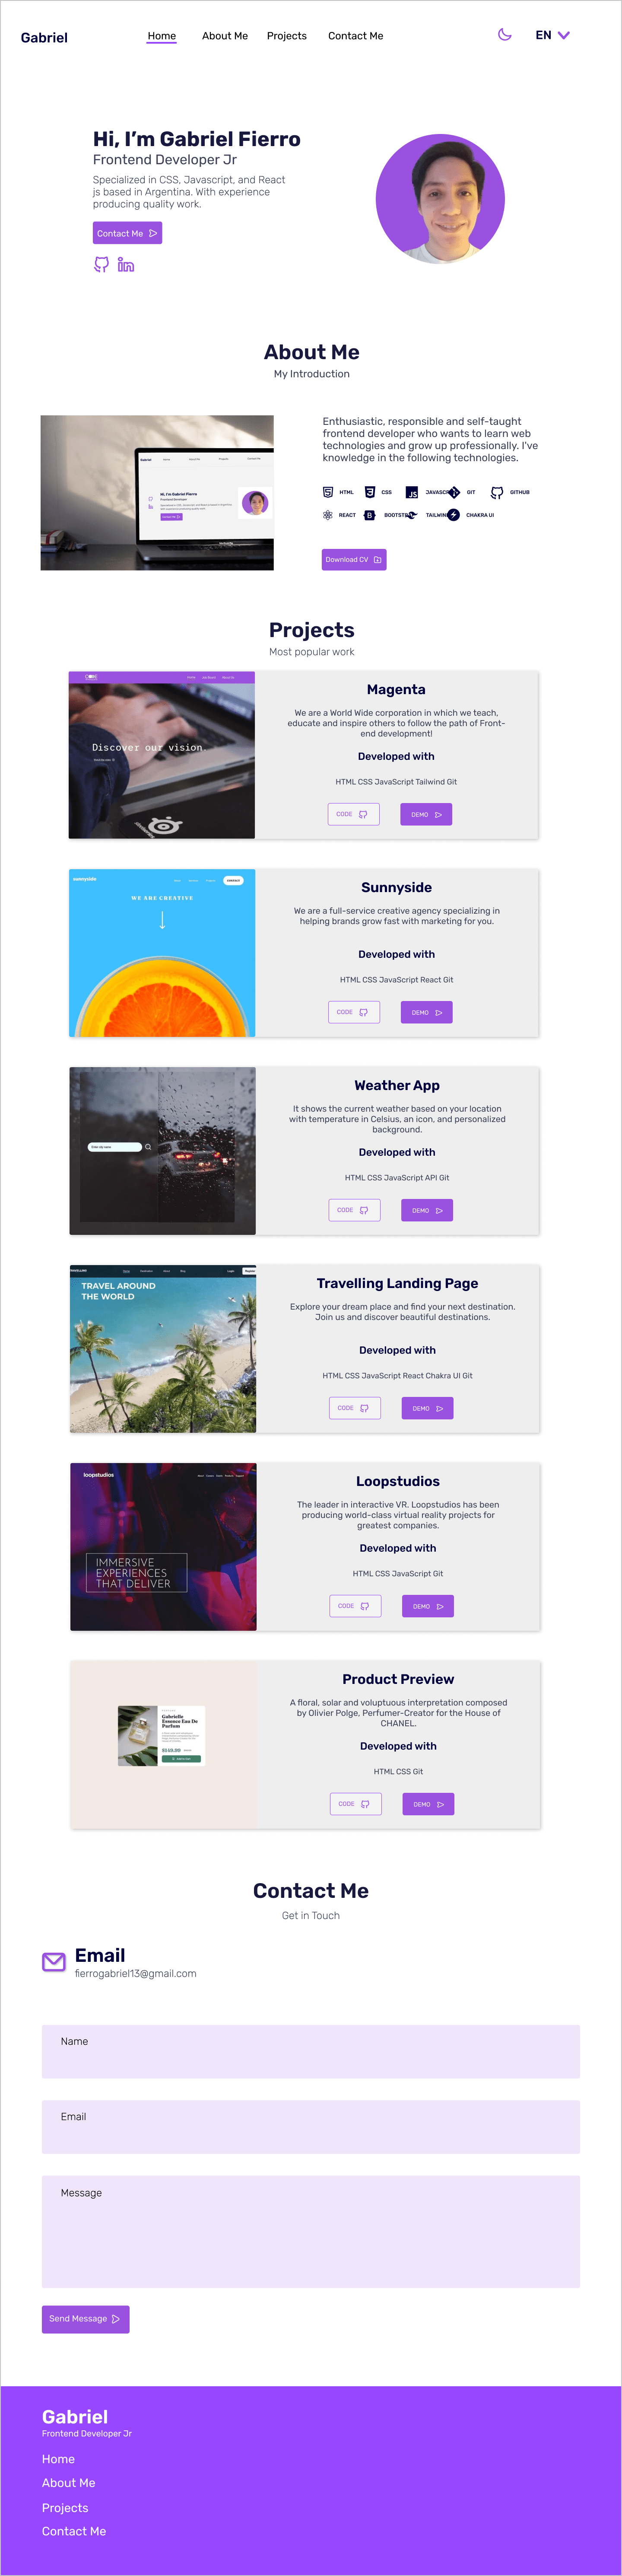 Gabriel
Home About Me Projects Contact Me
EN
Hi, I'm Gabriel Fierro
Frontend Developer Jr
Specialized in CSS, Javascript, and React
js based in Argentina. With experience
producing quality work.
Contact Me
About Me
My Introduction
Enthusiastic, responsible and self-taught
frontend developer who wants to learn web
technologies and grow up professionally. I've
knowledge in the following technologies.
HTML CSS JAVASC GIT GITHUB
REACT BOOTST TAILWIN CHAKRA UI
Download CV
Gabriel
Hi, I'm Gabriel Fierro
Frontend Developer Jr
Projects
Most popular work
Discover our vision.
Magenta
We are a World Wide corporation in which we teach,
educate and inspire others to follow the path of Front-
end development!
Developed with
HTML CSS JavaScript Tailwind Git
CODE DEMO
sunnyside
CONTACT
WE ARE CREATIVE
Sunnyside
We are a full-service creative agency specializing in
helping brands grow fast with marketing for you.
Developed with
HTML CSS JavaScript React Git
CODE DEMO
Enter city name
Weather App
It shows the current weather based on your location
with temperature in Celsius, an icon, and personalized
background.
Developed with
HTML CSS JavaScript API Git
CODE DEMO
TRAVEL AROUND
THE WORLD
Travelling Landing Page
Explore your dream place and find your next destination.
Join us and discover beautiful destinations.
Developed with
HTML CSS JavaScript React Chakra UI Git
CODE DEMO
loopstudios
IMMERSIVE
EXPERIENCES
THAT DELIVER
Loopstudios
The leader in interactive VR. Loopstudios has been
producing world-class virtual reality projects for
greatest companies.
Developed with
HTML CSS JavaScript Git
CODE DEMO
Gabrielle
Essence Eau De
Parfum
$149.99
Product Preview
A floral, solar and voluptuous interpretation composed
by Olivier Polge, Perfumer-Creator for the House of
CHANEL.
Developed with
HTML CSS Git
CODE DEMO
Contact Me
Get in Touch
Email
fierrogabriel13@gmail.com
Name
Email
Message
Send Message
Gabriel
Frontend Developer Jr
Home
About Me
Projects
Contact Me